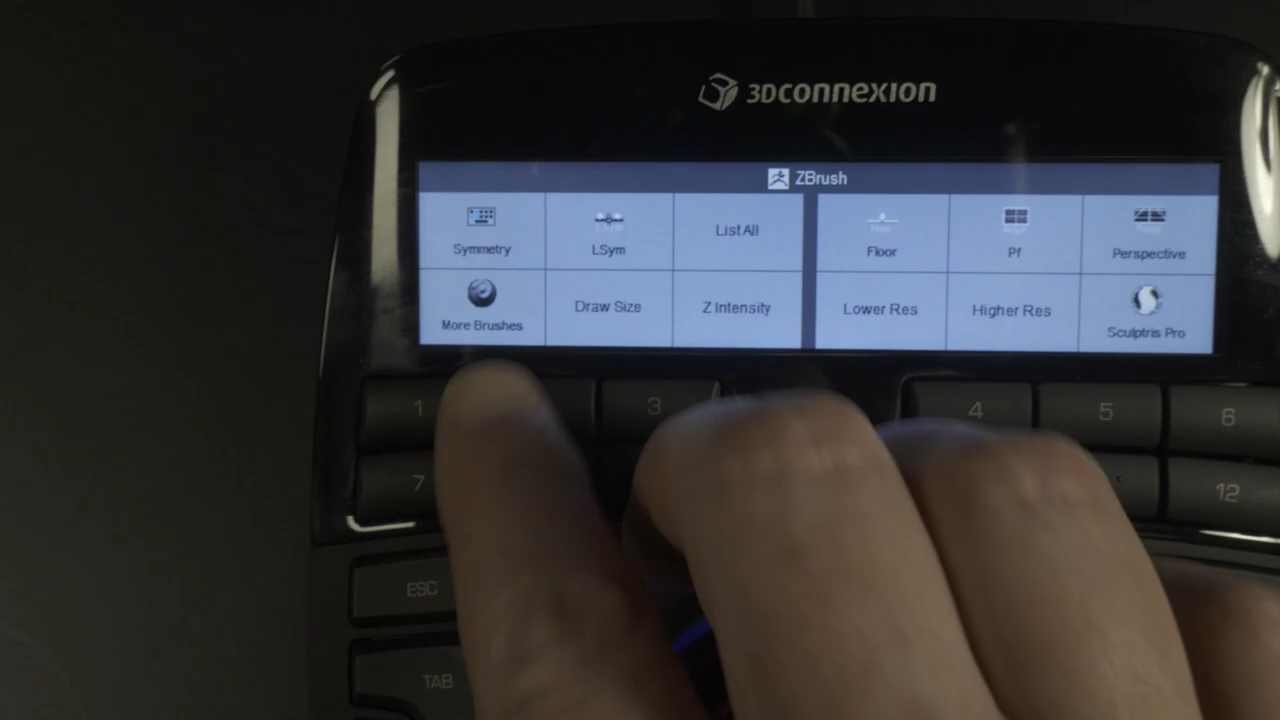 3Dconnexion
ZBrush
Symmetry
LSym
List All
Floor
Pf
Perspective
More Brushes
Draw Size
Z Intensity
Lower Res
Higher Res
Sculptris Pro
1
3
4
5
6
7
12
ESC
TAB